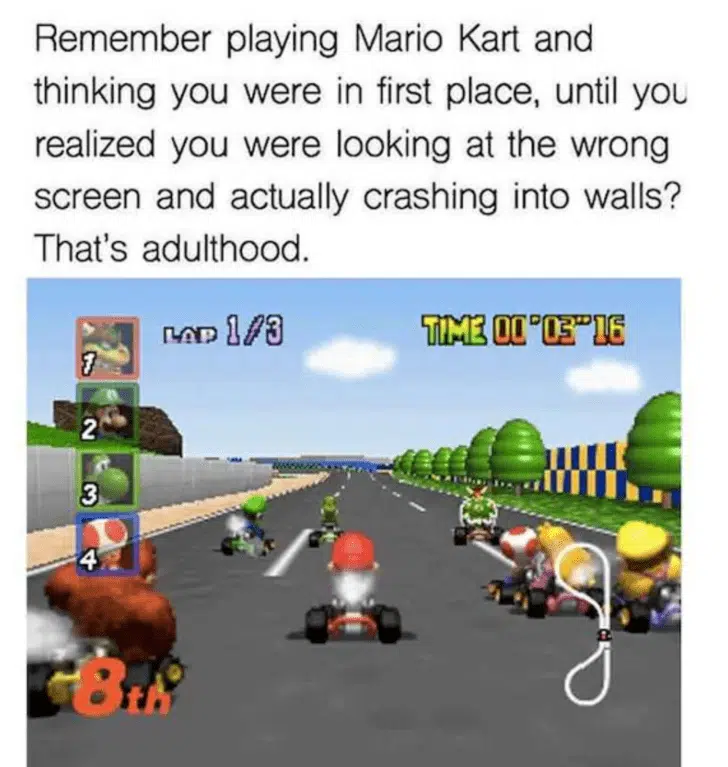 Remember playing Mario Kart and
thinking you were in first place, until you
realized you were looking at the wrong
screen and actually crashing into walls?
That's adulthood.
LAP 1/3 TIME 00"03"16
1
2
3
4
8th